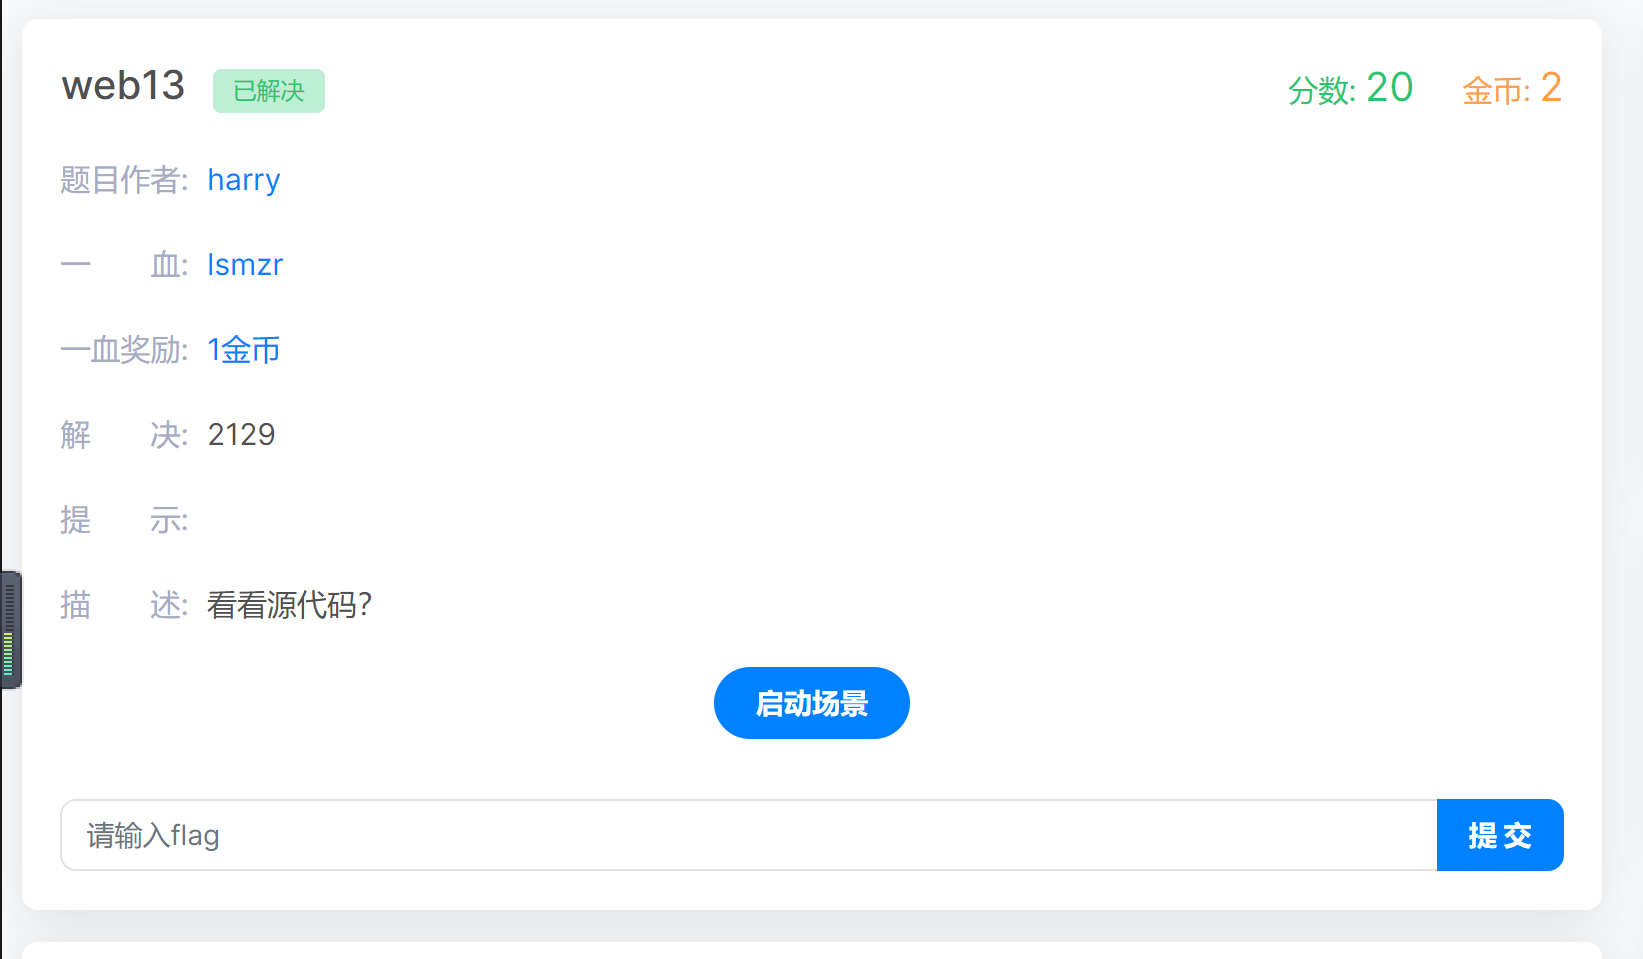 web13 已解决 分数: 20 金币: 2
题目作者: harry
一 血: lsmzr
一血奖励: 1金币
解 决: 2129
提 示:
描 述: 看看源代码?
启动场景
请输入flag 提 交